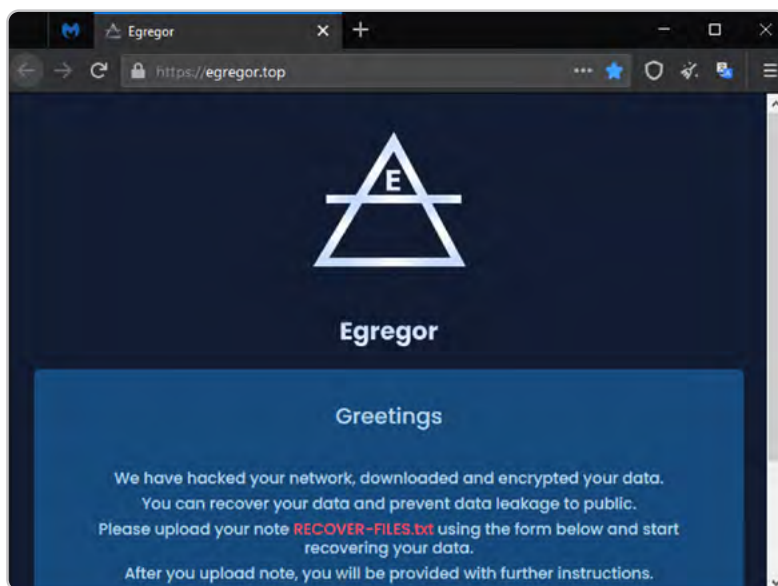 Egregor
https://egregor.top
E
Egregor
Greetings
We have hacked your network, downloaded and encrypted your data.
You can recover your data and prevent data leakage to public.
Please upload your note RECOVER-FILES.txt using the form below and start
recovering your data.
After you upload note, you will be provided with further instructions.